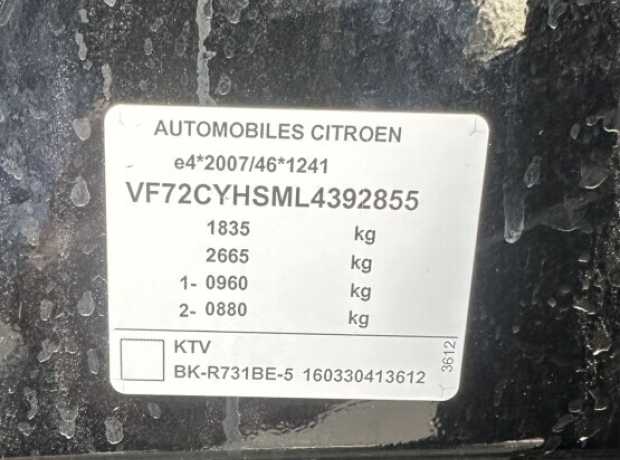 AUTOMOBILES CITROEN
e4*2007/46*1241
VF72CYHSML4392855
1835 kg
2665 kg
1- 0960 kg
2- 0880 kg
KTV
BK-R731BE-5 160330413612
3612